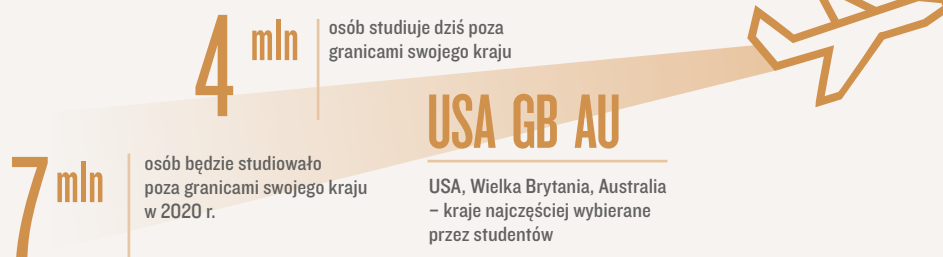 4 mln
osób studiuje dziś poza
granicami swojego kraju
7 mln
osób będzie studiowało
poza granicami swojego kraju
w 2020 r.
USA GB AU
USA, Wielka Brytania, Australia
– kraje najczęściej wybierane
przez studentów